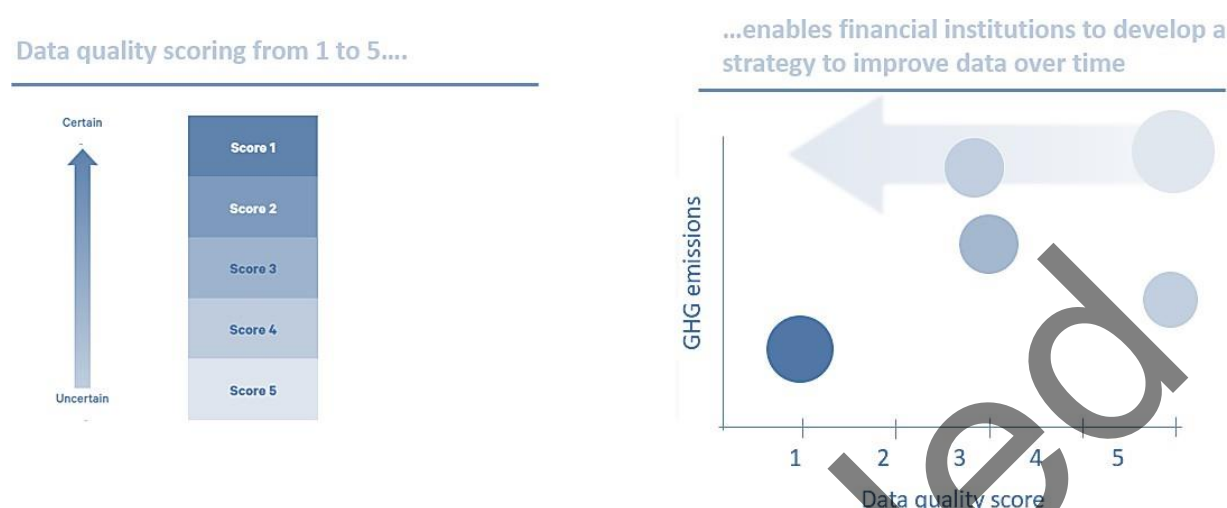 Data quality scoring from 1 to 5....
Certain
Score 1
Score 2
Score 3
Score 4
Score 5
Uncertain
...enables financial institutions to develop a
strategy to improve data over time
GHG emissions
1 2 3 4 5
Data quality score
led